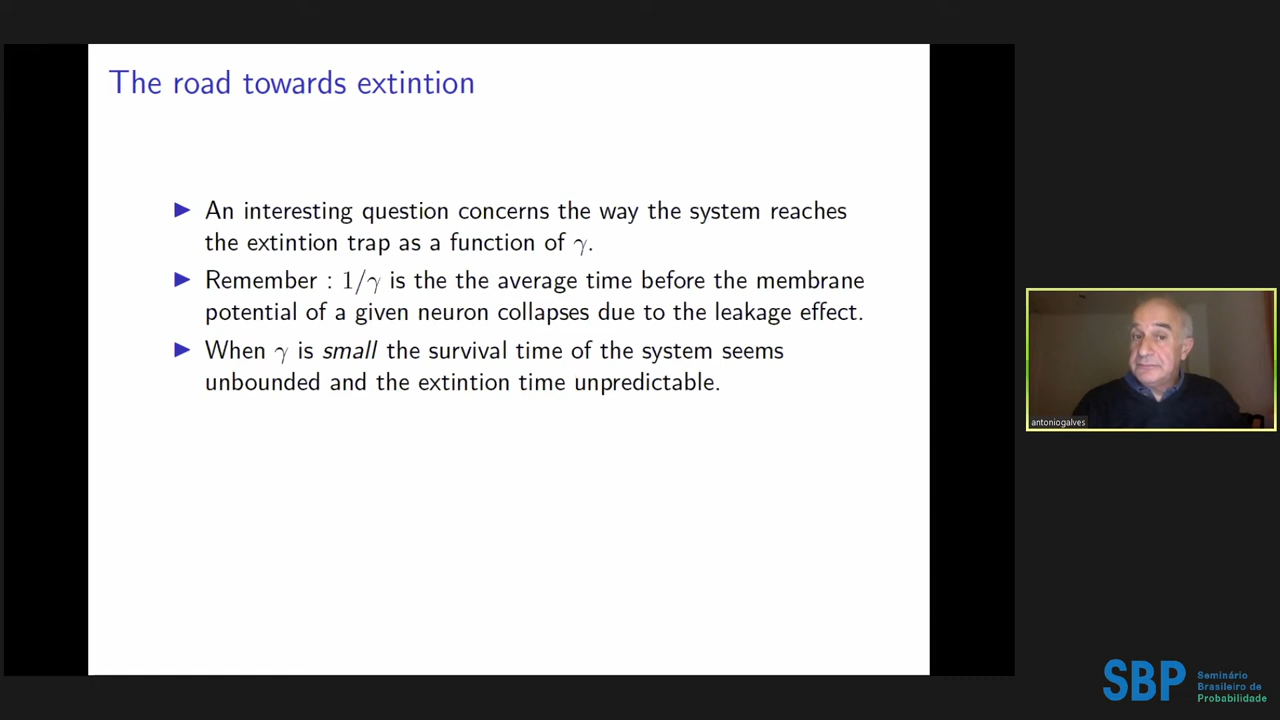 The road towards extintion
▶ An interesting question concerns the way the system reaches
the extintion trap as a function of γ.
▶ Remember : 1/γ is the the average time before the membrane
potential of a given neuron collapses due to the leakage effect.
▶ When γ is small the survival time of the system seems
unbounded and the extintion time unpredictable.
antoniogalves
SBP
Seminário
Brasileiro de
Probabilidade